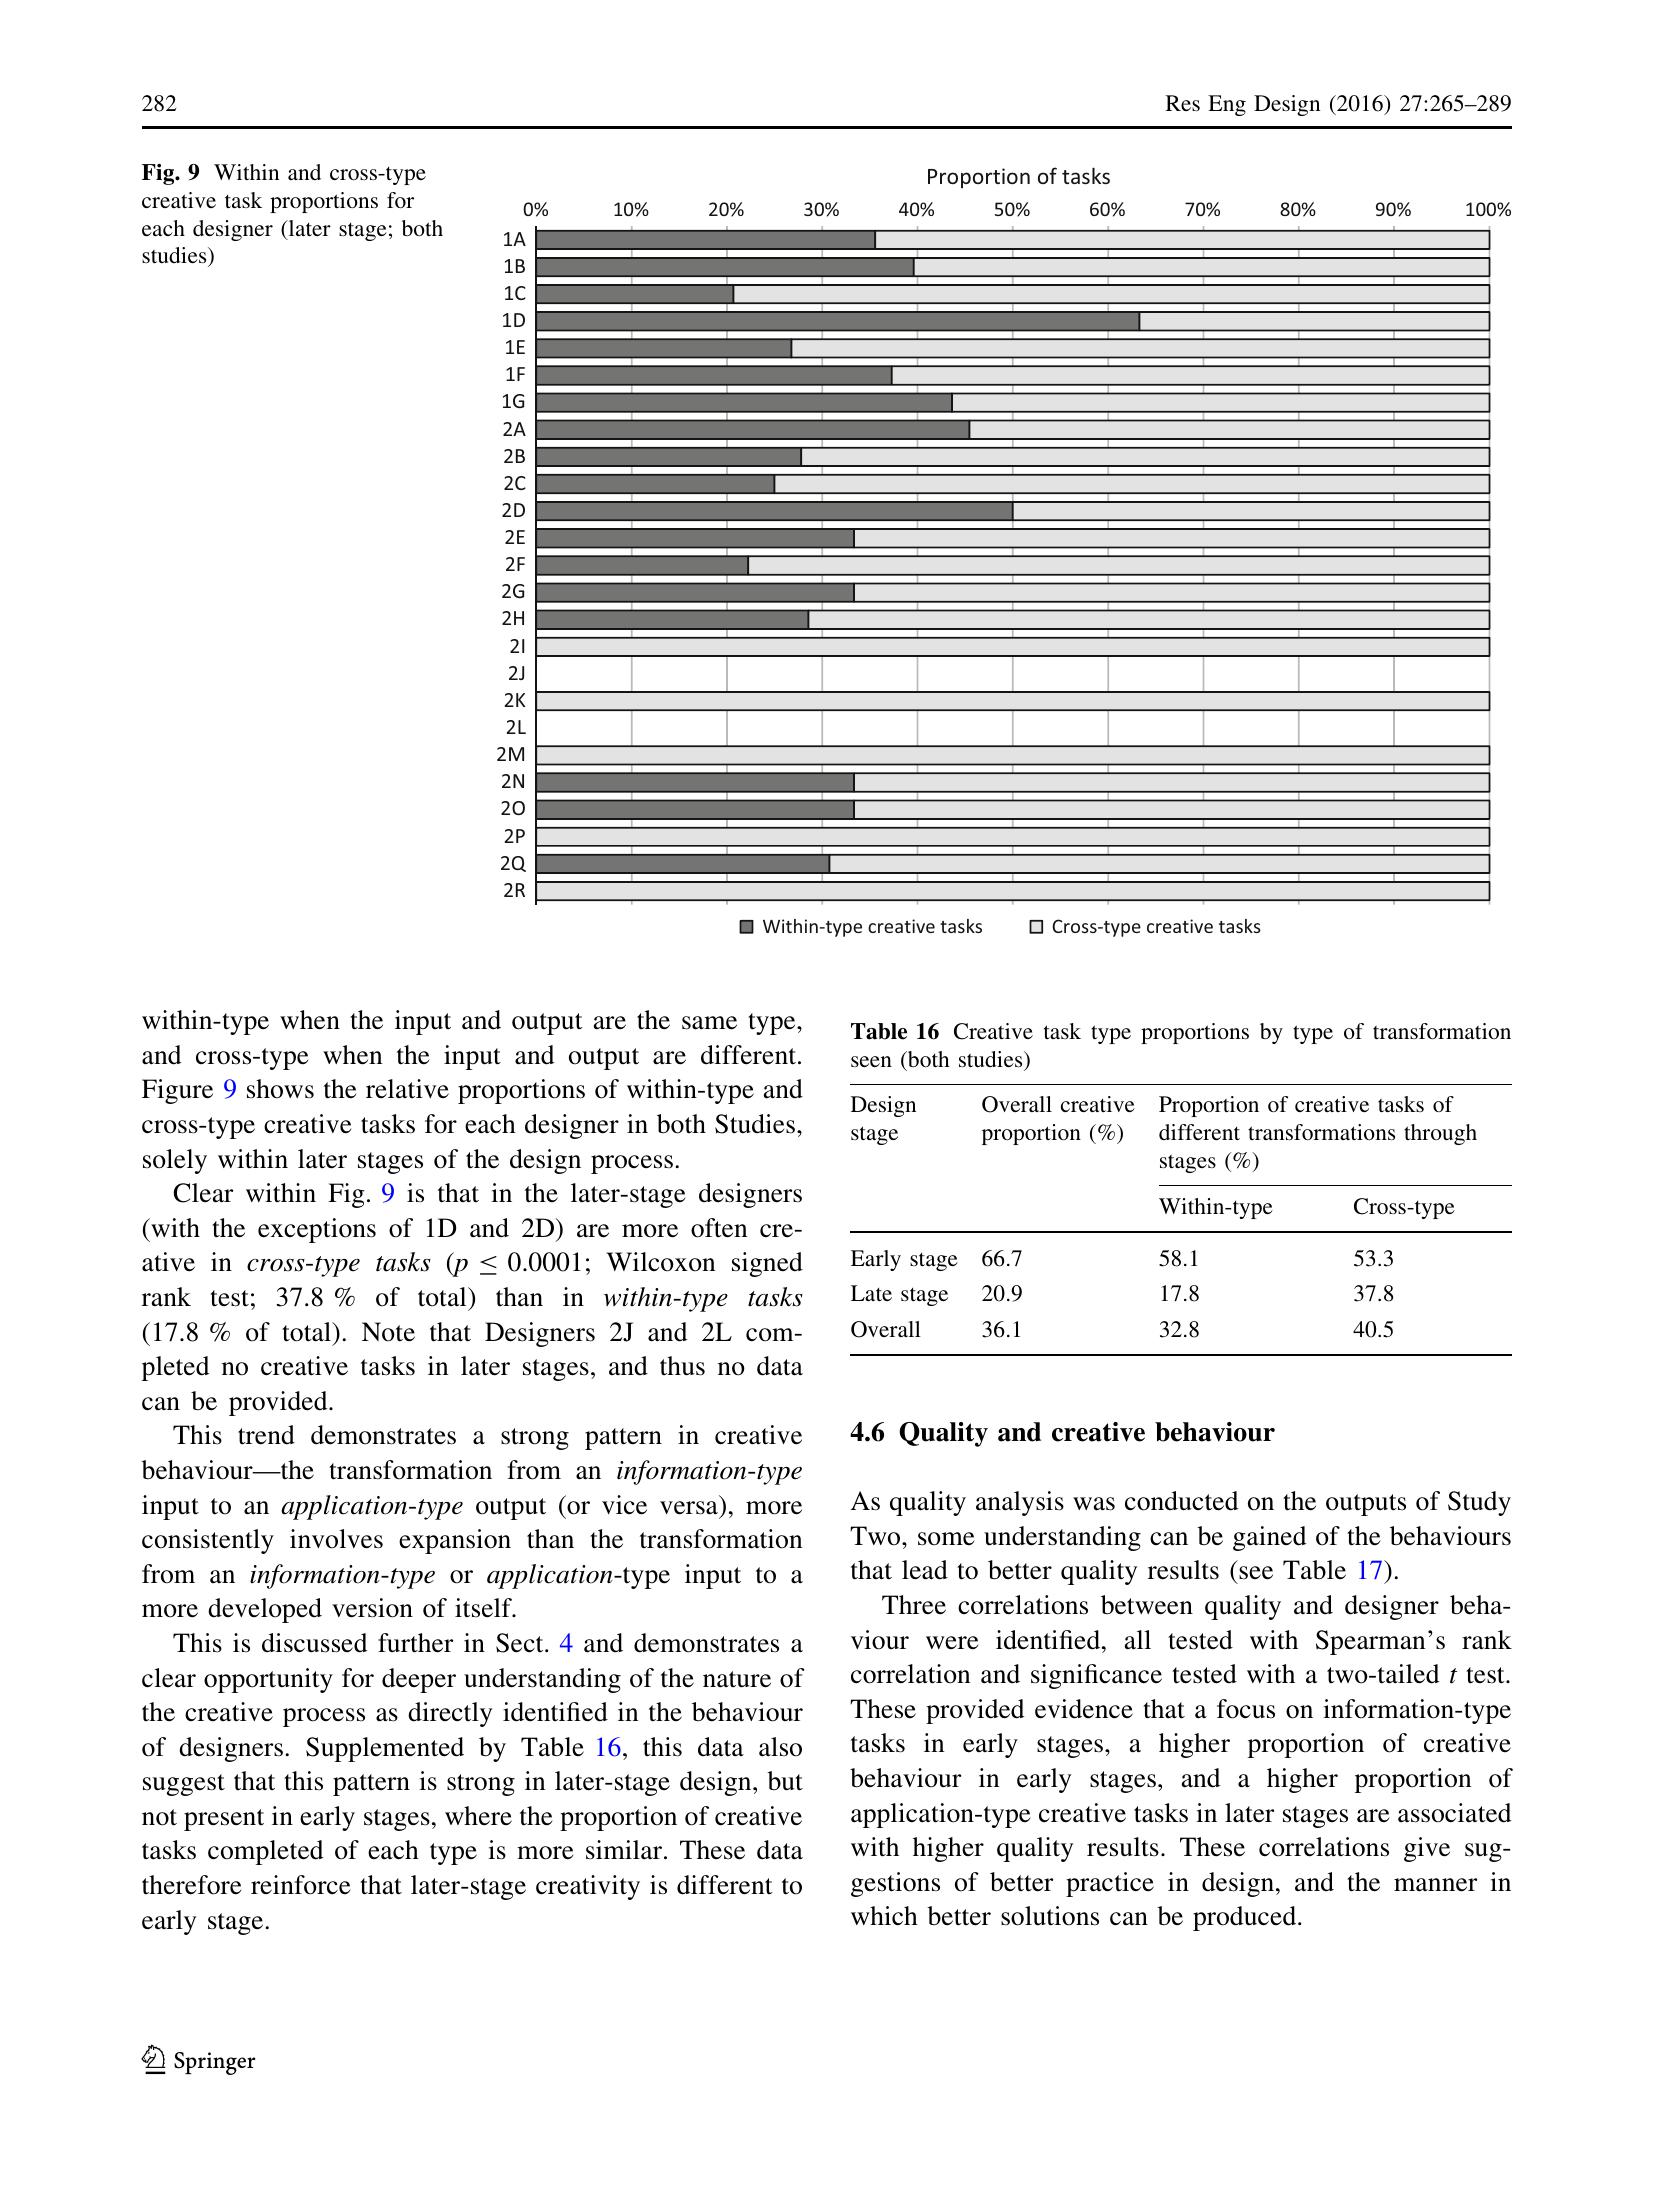 282
Res Eng Design (2016) 27:265–289
Fig. 9 Within and cross-type
creative task proportions for
each designer (later stage; both
studies)
Proportion of tasks
0% 10% 20% 30% 40% 50% 60% 70% 80% 90% 100%
1A
1B
1C
1D
1E
1F
1G
2A
2B
2C
2D
2E
2F
2G
2H
2I
2J
2K
2L
2M
2N
2O
2P
2Q
2R
Within-type creative tasks Cross-type creative tasks
within-type when the input and output are the same type,
and cross-type when the input and output are different.
Figure 9 shows the relative proportions of within-type and
cross-type creative tasks for each designer in both Studies,
solely within later stages of the design process.
Clear within Fig. 9 is that in the later-stage designers
(with the exceptions of 1D and 2D) are more often cre-
ative in cross-type tasks (p ≤ 0.0001; Wilcoxon signed
rank test; 37.8 % of total) than in within-type tasks
(17.8 % of total). Note that Designers 2J and 2L com-
pleted no creative tasks in later stages, and thus no data
can be provided.
This trend demonstrates a strong pattern in creative
behaviour—the transformation from an information-type
input to an application-type output (or vice versa), more
consistently involves expansion than the transformation
from an information-type or application-type input to a
more developed version of itself.
This is discussed further in Sect. 4 and demonstrates a
clear opportunity for deeper understanding of the nature of
the creative process as directly identified in the behaviour
of designers. Supplemented by Table 16, this data also
suggest that this pattern is strong in later-stage design, but
not present in early stages, where the proportion of creative
tasks completed of each type is more similar. These data
therefore reinforce that later-stage creativity is different to
early stage.
Table 16 Creative task type proportions by type of transformation
seen (both studies)
Design Overall creative Proportion of creative tasks of
stage proportion (%) different transformations through
stages (%)
Within-type Cross-type
Early stage 66.7 58.1 53.3
Late stage 20.9 17.8 37.8
Overall 36.1 32.8 40.5
4.6 Quality and creative behaviour
As quality analysis was conducted on the outputs of Study
Two, some understanding can be gained of the behaviours
that lead to better quality results (see Table 17).
Three correlations between quality and designer beha-
viour were identified, all tested with Spearman's rank
correlation and significance tested with a two-tailed t test.
These provided evidence that a focus on information-type
tasks in early stages, a higher proportion of creative
behaviour in early stages, and a higher proportion of
application-type creative tasks in later stages are associated
with higher quality results. These correlations give sug-
gestions of better practice in design, and the manner in
which better solutions can be produced.
Springer